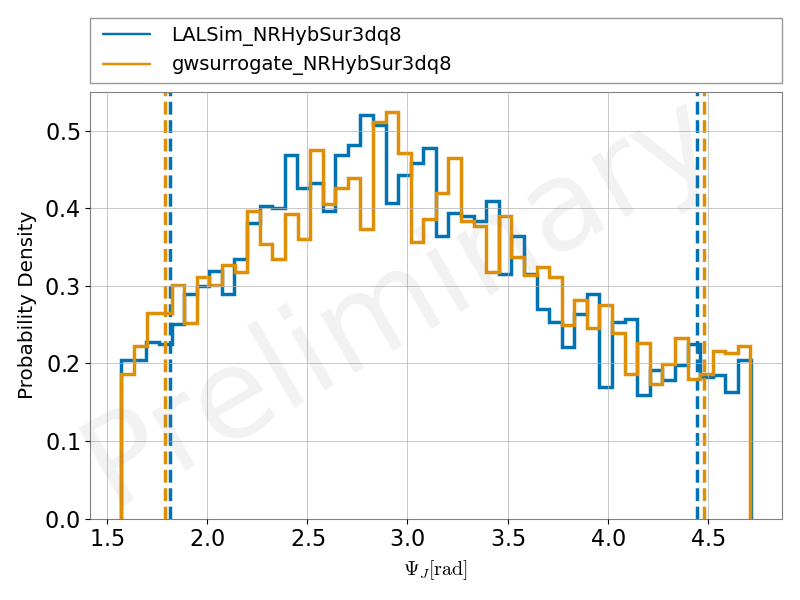 LALSim_NRHybSur3dq8
gwsurrogate_NRHybSur3dq8
Preliminary
Probability Density
0.5
0.4
0.3
0.2
0.1
0.0
1.5 2.0 2.5 3.0 3.5 4.0 4.5
Ψ_J[rad]